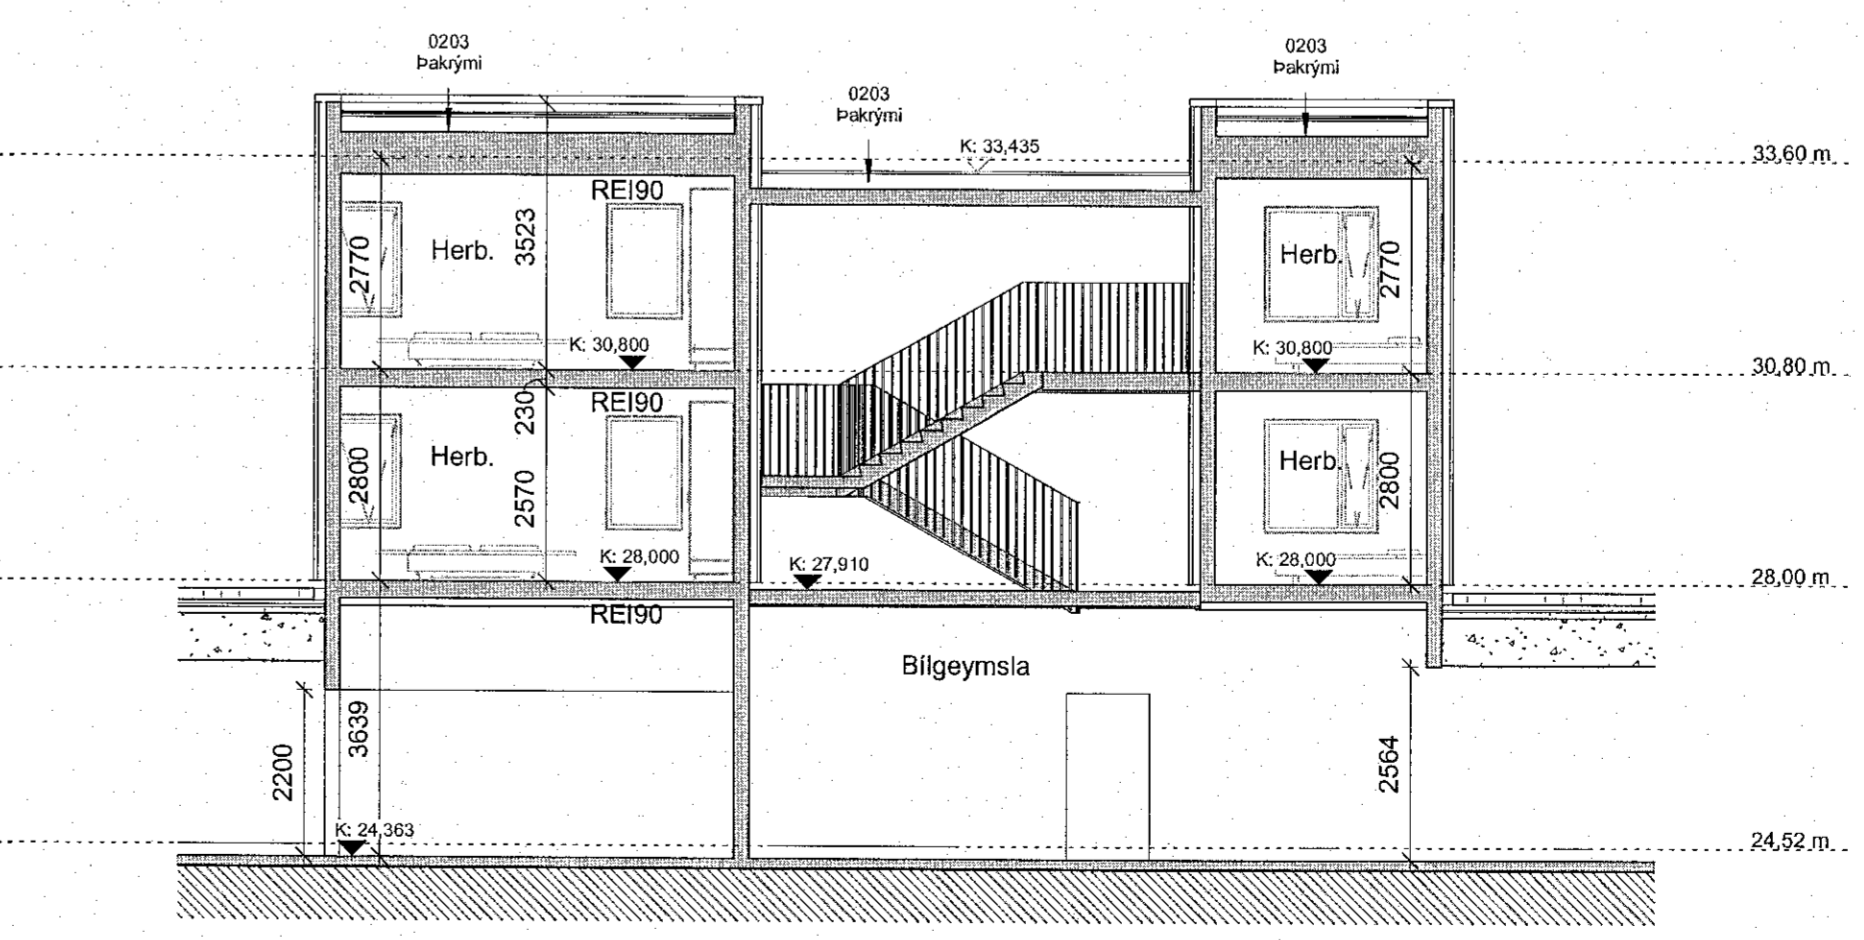 0203
Þakrými
0203
Þakrými
0203
Þakrými
K: 33,435
33,60 m
REI90
2770
Herb.
3523
Herb.
2770
K: 30,800
K: 30,800
30,80 m
230
REI90
2800
Herb.
2570
Herb.
2800
K: 28,000
K: 27,910
K: 28,000
28,00 m
REI90
Bílgeymsla
2200
3639
2564
K: 24,363
24,52 m